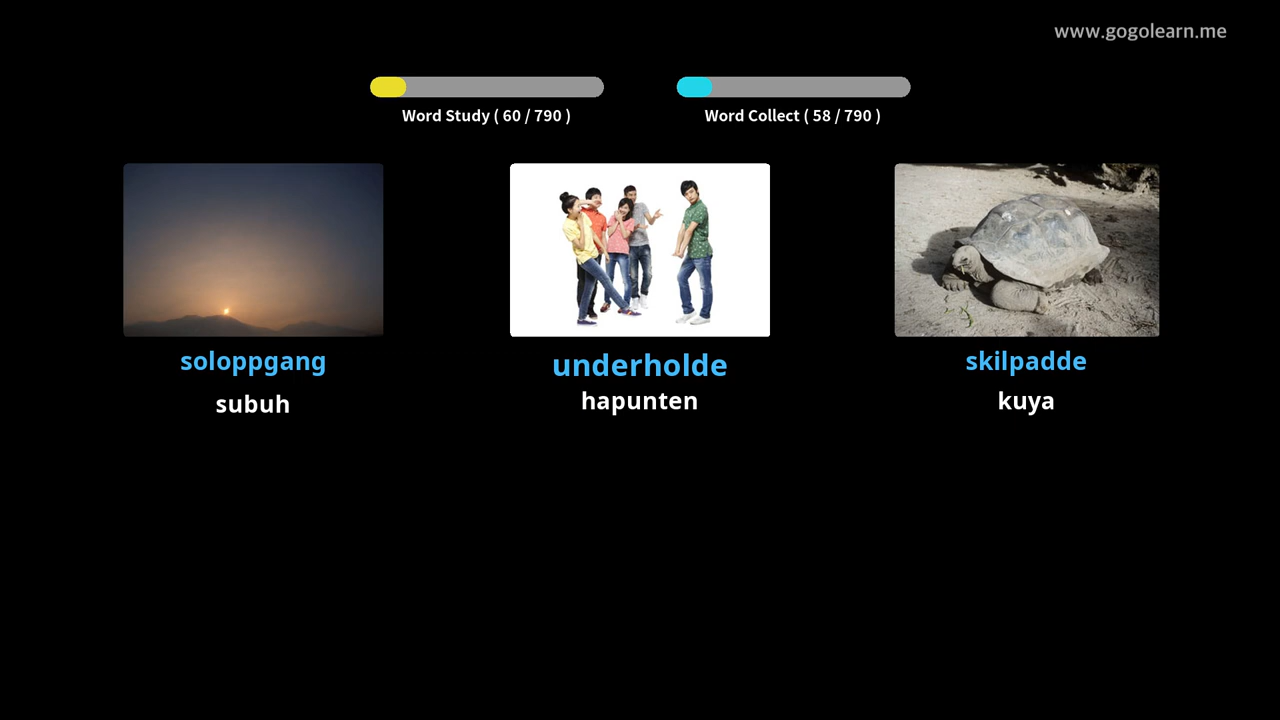 www.gogolearn.me
Word Study ( 60 / 790 )
Word Collect ( 58 / 790 )
soloppgang
subuh
underholde
hapunten
skilpadde
kuya